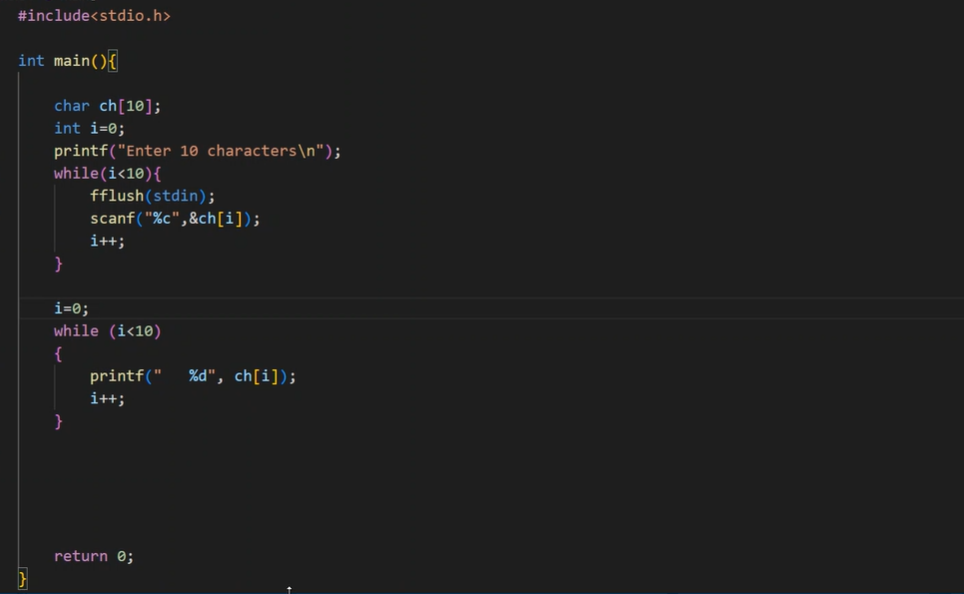 #include<stdio.h>
int main(){
char ch[10];
int i=0;
printf("Enter 10 characters\n");
while(i<10){
fflush(stdin);
scanf("%c",&ch[i]);
i++;
}
i=0;
while (i<10)
{
printf("   %d", ch[i]);
i++;
}
return 0;
}